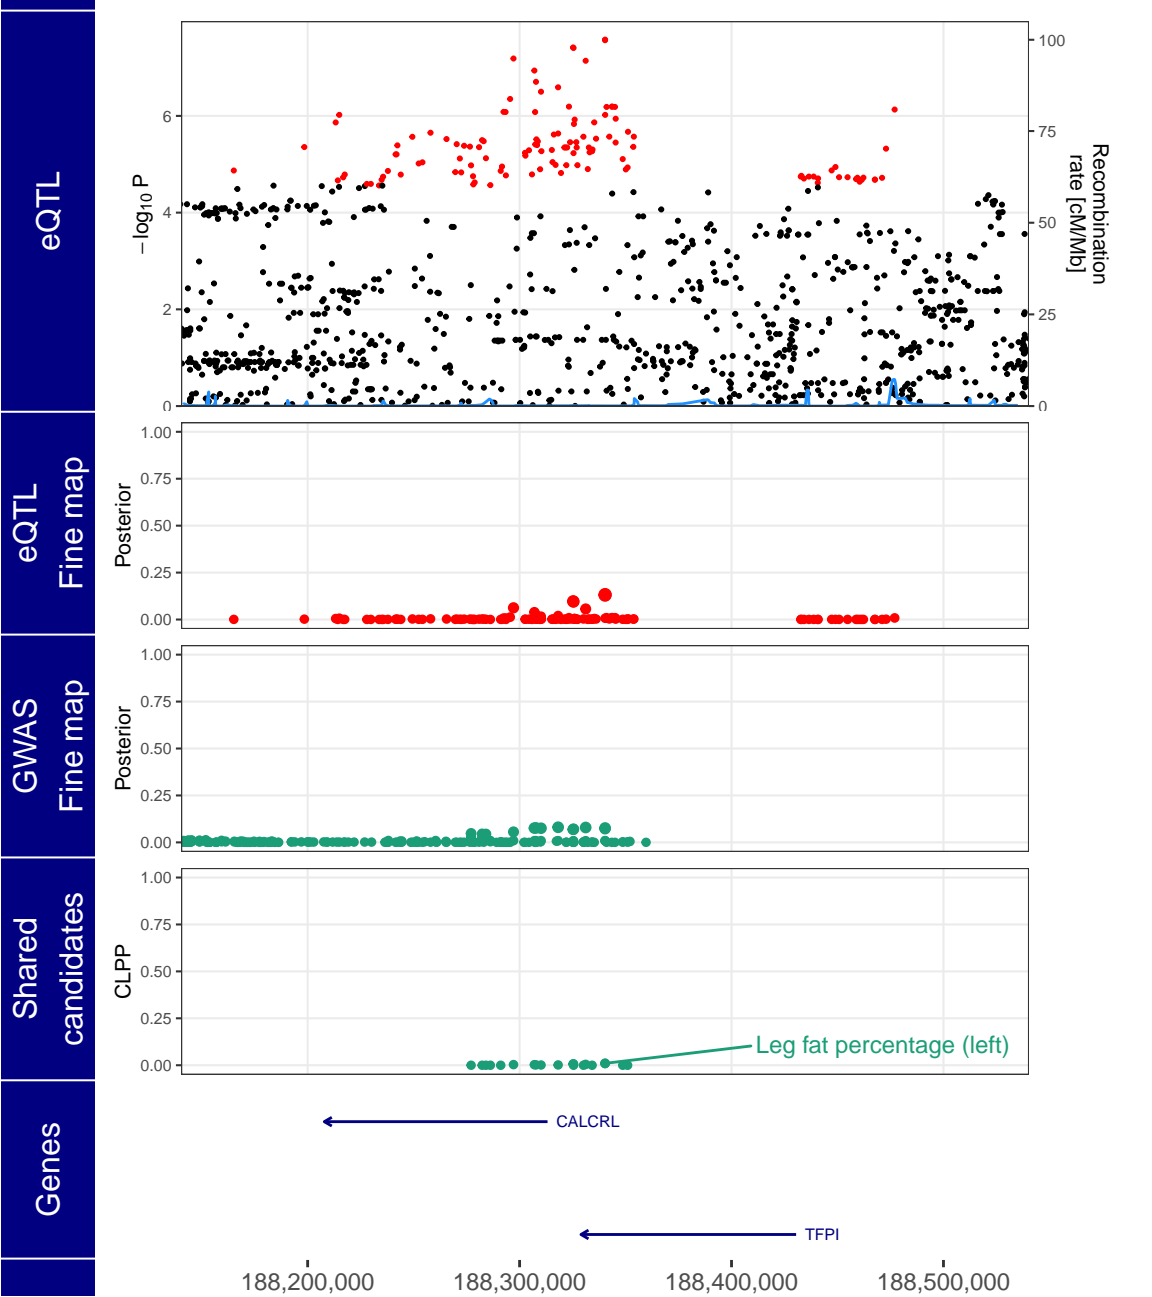 eQTL
−log10 P
6
4
2
0
100
75
50
25
0
Recombination
rate [cM/Mb]
eQTL
Fine map
Posterior
1.00
0.75
0.50
0.25
0.00
GWAS
Fine map
Posterior
1.00
0.75
0.50
0.25
0.00
Shared
candidates
CLPP
1.00
0.75
0.50
0.25
0.00
Leg fat percentage (left)
Genes
CALCRL
TFPI
188,200,000
188,300,000
188,400,000
188,500,000